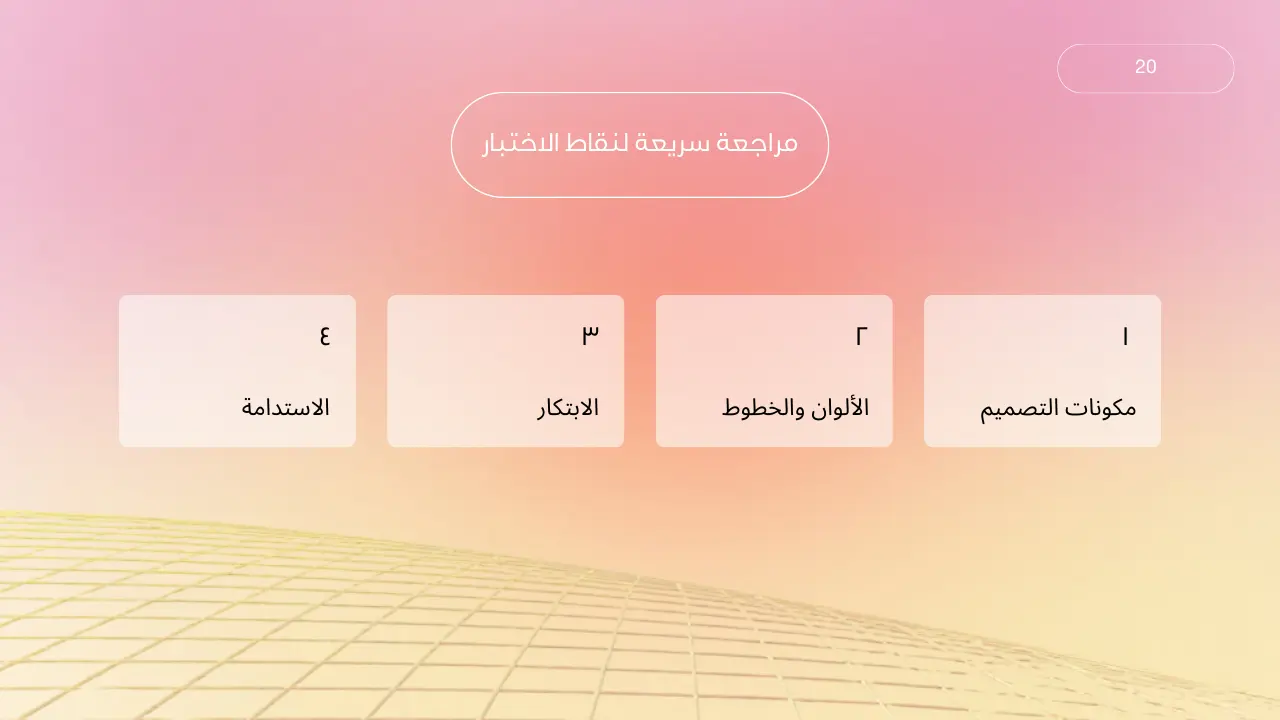 20
مراجعة سريعة لنقاط الاختبار
١
مكونات التصميم
٢
الألوان والخطوط
٣
الابتكار
٤
الاستدامة